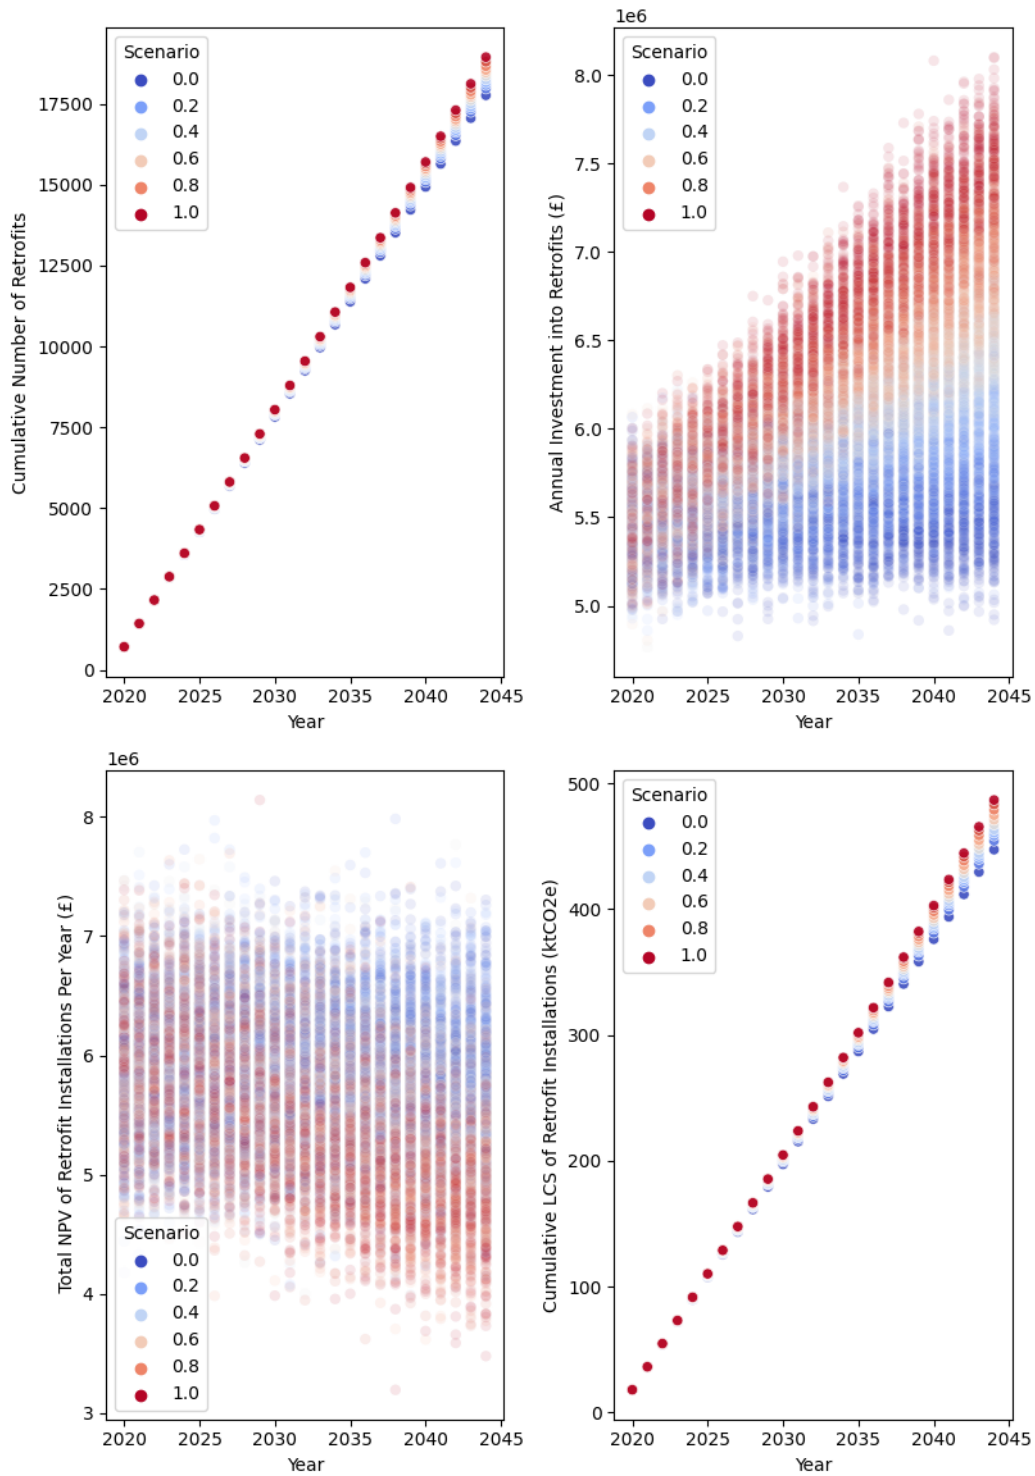 Scenario
0.0
0.2
0.4
0.6
0.8
1.0
17500
15000
12500
10000
7500
5000
2500
0
Cumulative Number of Retrofits
2020 2025 2030 2035 2040 2045
Year
1e6
Scenario
0.0
0.2
0.4
0.6
0.8
1.0
8.0
7.5
7.0
6.5
6.0
5.5
5.0
Annual Investment into Retrofits (£)
2020 2025 2030 2035 2040 2045
Year
1e6
8
7
6
5
4
3
Total NPV of Retrofit Installations Per Year (£)
Scenario
0.0
0.2
0.4
0.6
0.8
1.0
2020 2025 2030 2035 2040 2045
Year
Scenario
0.0
0.2
0.4
0.6
0.8
1.0
500
400
300
200
100
0
Cumulative LCS of Retrofit Installations (ktCO2e)
2020 2025 2030 2035 2040 2045
Year